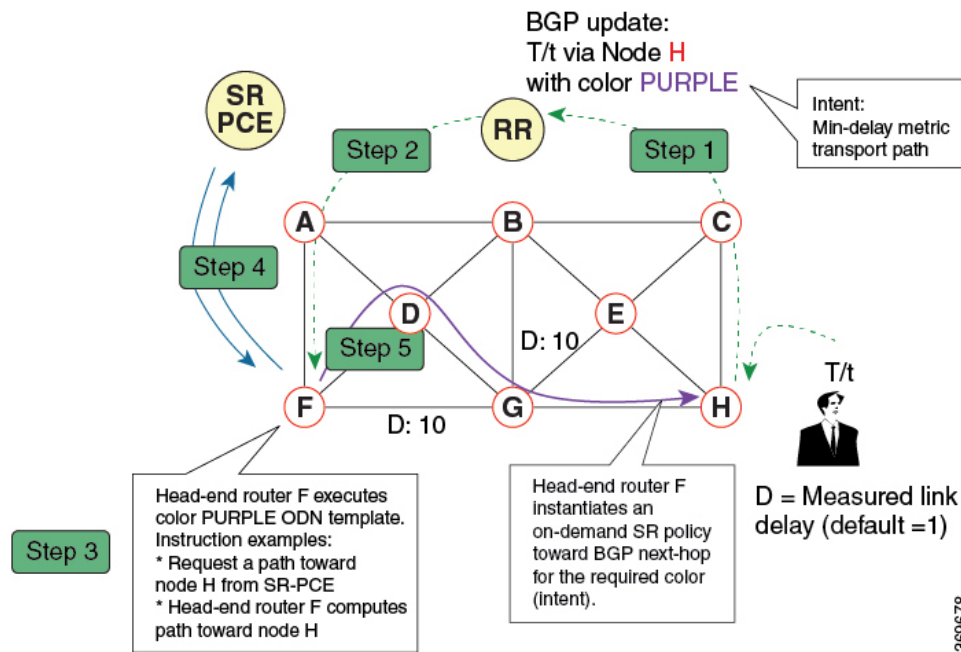 BGP update:
T/t via Node H
with color PURPLE
Intent:
Min-delay metric
transport path
SR
PCE
RR
Step 2
Step 1
A
B
C
Step 4
D
E
Step 5
D: 10
T/t
F
G
H
D: 10
Head-end router F executes
color PURPLE ODN template.
Instruction examples:
* Request a path toward
node H from SR-PCE
* Head-end router F computes
path toward node H
Step 3
Head-end router F
instantiates an
on-demand SR policy
toward BGP next-hop
for the required color
(intent).
D = Measured link
delay (default =1)
369678